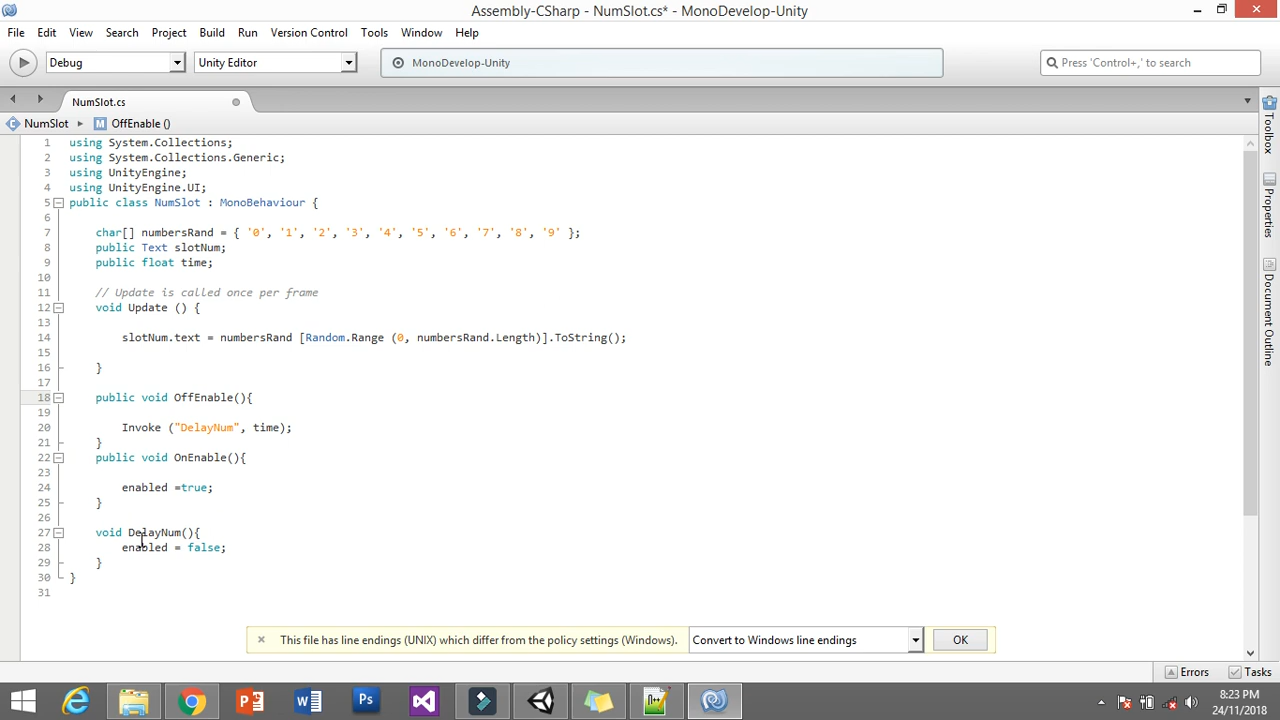 Assembly-CSharp - NumSlot.cs* - MonoDevelop-Unity
File Edit View Search Project Build Run Version Control Tools Window Help
Debug Unity Editor MonoDevelop-Unity Press 'Control+,' to search
NumSlot.cs
NumSlot OffEnable ()
1 using System.Collections;
2 using System.Collections.Generic;
3 using UnityEngine;
4 using UnityEngine.UI;
5 public class NumSlot : MonoBehaviour {
6
7 char[] numbersRand = { '0', '1', '2', '3', '4', '5', '6', '7', '8', '9' };
8 public Text slotNum;
9 public float time;
10
11 // Update is called once per frame
12 void Update () {
13
14 slotNum.text = numbersRand [Random.Range (0, numbersRand.Length)].ToString();
15
16 }
17
18 public void OffEnable(){
19
20 Invoke ("DelayNum", time);
21 }
22 public void OnEnable(){
23
24 enabled =true;
25 }
26
27 void DelayNum(){
28 enabled = false;
29 }
30 }
31
Toolbox
Properties
Document Outline
This file has line endings (UNIX) which differ from the policy settings (Windows). Convert to Windows line endings OK
Errors Tasks
8:23 PM
24/11/2018